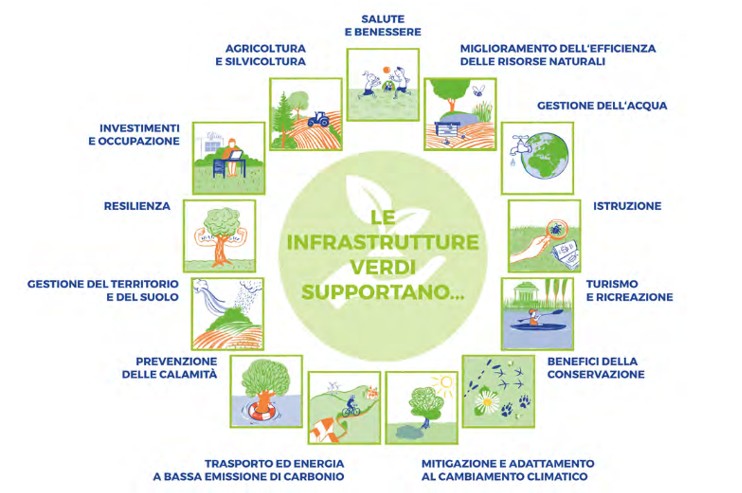 SALUTE
E BENESSERE
MIGLIORAMENTO DELL'EFFICIENZA
DELLE RISORSE NATURALI
GESTIONE DELL'ACQUA
ISTRUZIONE
TURISMO
E RICREAZIONE
BENEFICI DELLA
CONSERVAZIONE
MITIGAZIONE E ADATTAMENTO
AL CAMBIAMENTO CLIMATICO
TRASPORTO ED ENERGIA
A BASSA EMISSIONE DI CARBONIO
PREVENZIONE
DELLE CALAMITÀ
GESTIONE DEL TERRITORIO
E DEL SUOLO
RESILIENZA
INVESTIMENTI
E OCCUPAZIONE
AGRICOLTURA
E SILVICOLTURA
LE
INFRASTRUTTURE
VERDI
SUPPORTANO...